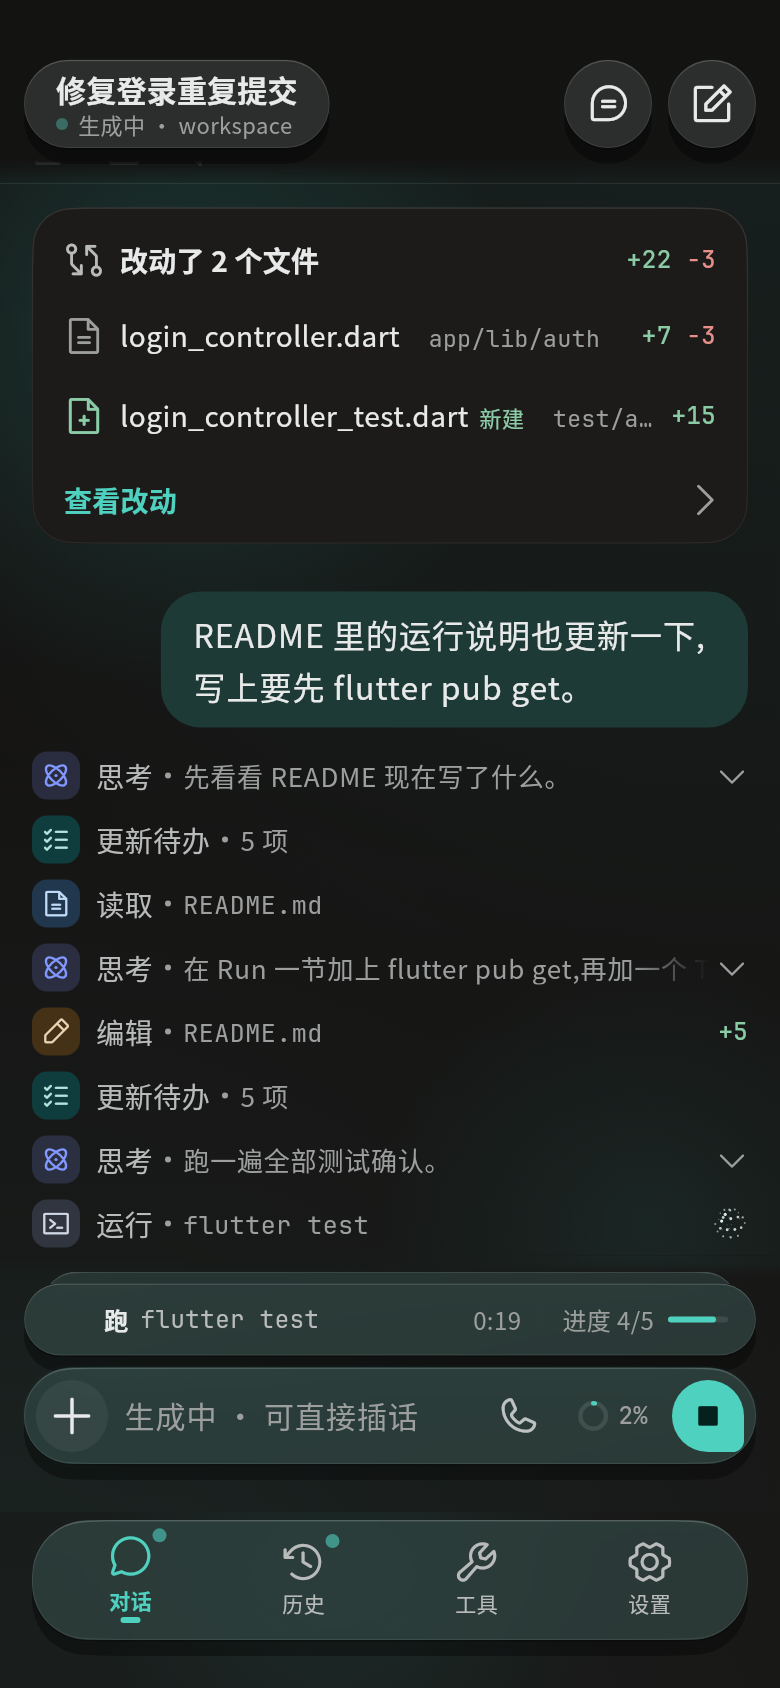 修复登录重复提交
生成中 · workspace
改动了 2 个文件 +22 -3
login_controller.dart app/lib/auth +7 -3
login_controller_test.dart 新建 test/a… +15
查看改动
README 里的运行说明也更新一下,
写上要先 flutter pub get。
思考 · 先看看 README 现在写了什么。
更新待办 · 5 项
读取 · README.md
思考 · 在 Run 一节加上 flutter pub get,再加一个
编辑 · README.md +5
更新待办 · 5 项
思考 · 跑一遍全部测试确认。
运行 · flutter test
跑 flutter test 0:19 进度 4/5
生成中 · 可直接插话 2%
对话 历史 工具 设置